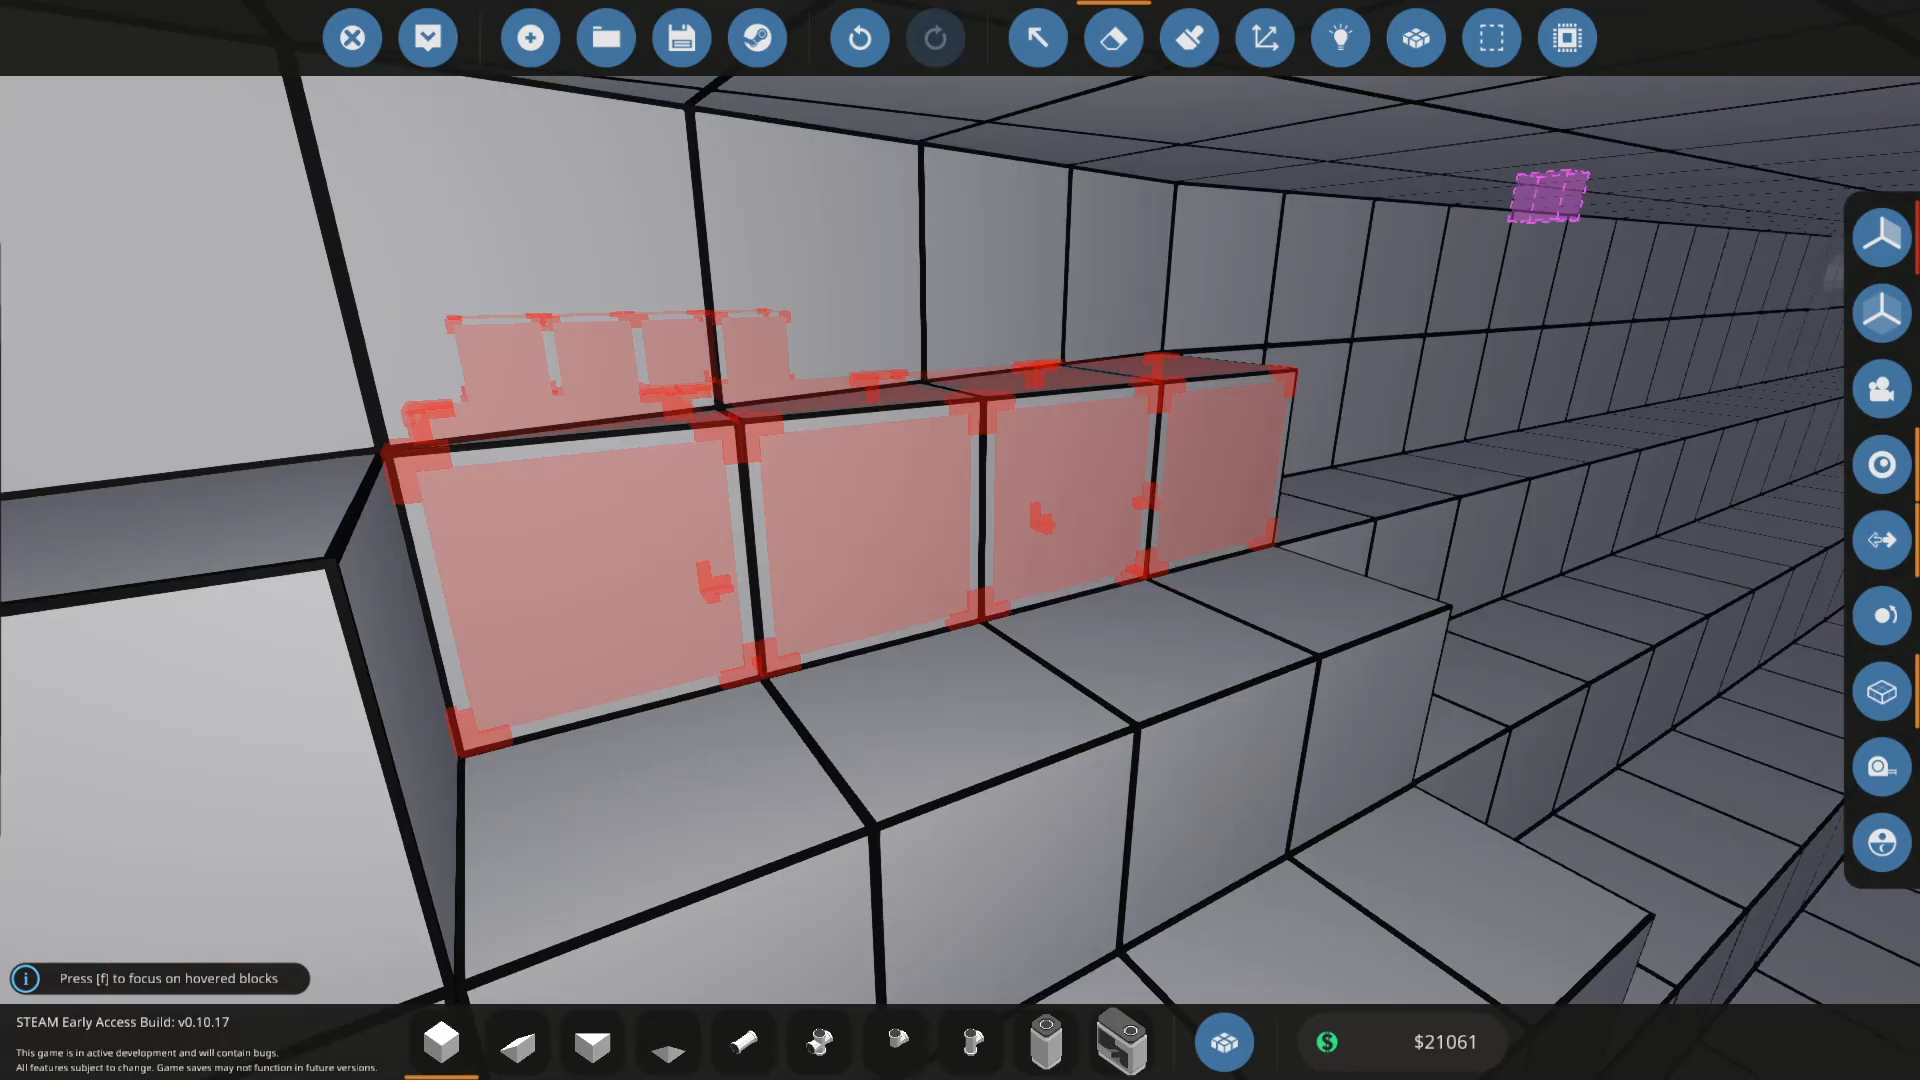 Press [f] to focus on hovered blocks
STEAM Early Access Build: v0.10.17
This game is in active development and will contain bugs.
All features subject to change. Game saves may not function in future versions.
$21061